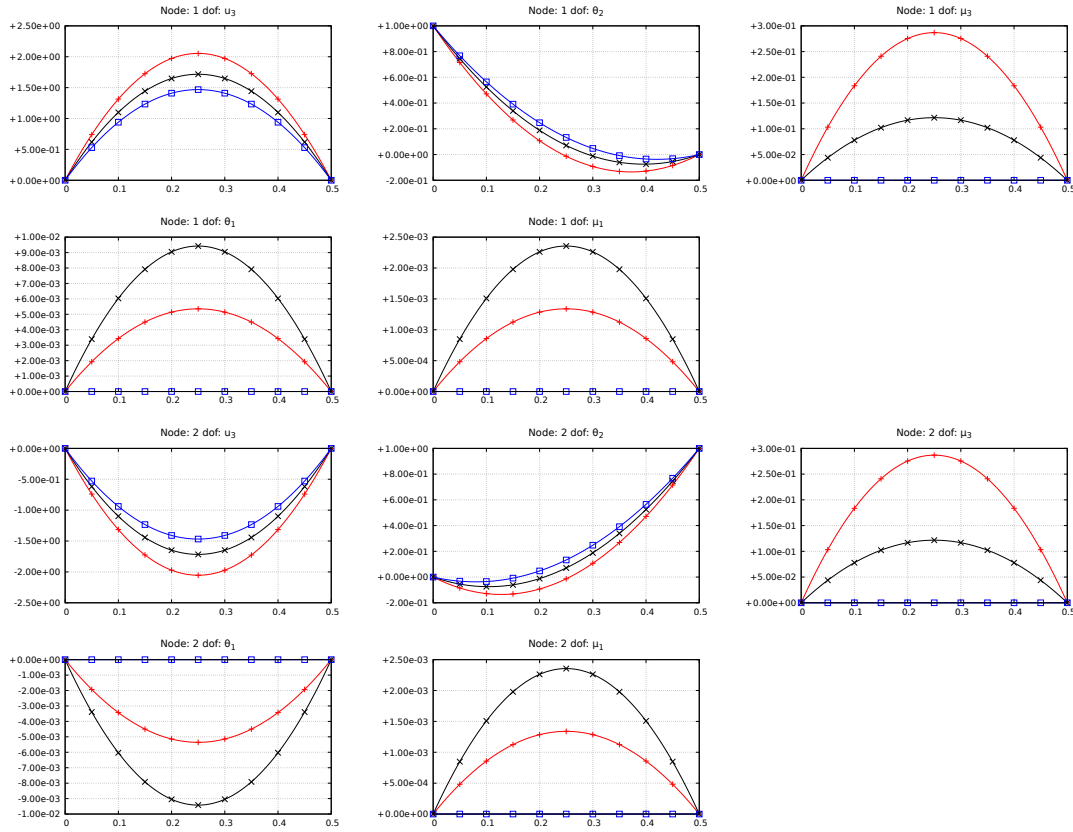 Node: 1 dof: u₃
+2.50e+00
+2.00e+00
+1.50e+00
+1.00e+00
+5.00e-01
+0.00e+00
0 0.1 0.2 0.3 0.4 0.5
Node: 1 dof: θ₂
+1.00e+00
+8.00e-01
+6.00e-01
+4.00e-01
+2.00e-01
+0.00e+00
-2.00e-01
0 0.1 0.2 0.3 0.4 0.5
Node: 1 dof: μ₃
+3.00e-01
+2.50e-01
+2.00e-01
+1.50e-01
+1.00e-01
+5.00e-02
+0.00e+00
0 0.1 0.2 0.3 0.4 0.5
Node: 1 dof: θ₁
+1.00e-02
+9.00e-03
+8.00e-03
+7.00e-03
+6.00e-03
+5.00e-03
+4.00e-03
+3.00e-03
+2.00e-03
+1.00e-03
+0.00e+00
0 0.1 0.2 0.3 0.4 0.5
Node: 1 dof: μ₁
+2.50e-03
+2.00e-03
+1.50e-03
+1.00e-03
+5.00e-04
+0.00e+00
0 0.1 0.2 0.3 0.4 0.5
Node: 2 dof: u₃
+0.00e+00
-5.00e-01
-1.00e+00
-1.50e+00
-2.00e+00
-2.50e+00
0 0.1 0.2 0.3 0.4 0.5
Node: 2 dof: θ₂
+1.00e+00
+8.00e-01
+6.00e-01
+4.00e-01
+2.00e-01
+0.00e+00
-2.00e-01
0 0.1 0.2 0.3 0.4 0.5
Node: 2 dof: μ₃
+3.00e-01
+2.50e-01
+2.00e-01
+1.50e-01
+1.00e-01
+5.00e-02
+0.00e+00
0 0.1 0.2 0.3 0.4 0.5
Node: 2 dof: θ₁
+0.00e+00
-1.00e-03
-2.00e-03
-3.00e-03
-4.00e-03
-5.00e-03
-6.00e-03
-7.00e-03
-8.00e-03
-9.00e-03
-1.00e-02
0 0.1 0.2 0.3 0.4 0.5
Node: 2 dof: μ₁
+2.50e-03
+2.00e-03
+1.50e-03
+1.00e-03
+5.00e-04
+0.00e+00
0 0.1 0.2 0.3 0.4 0.5